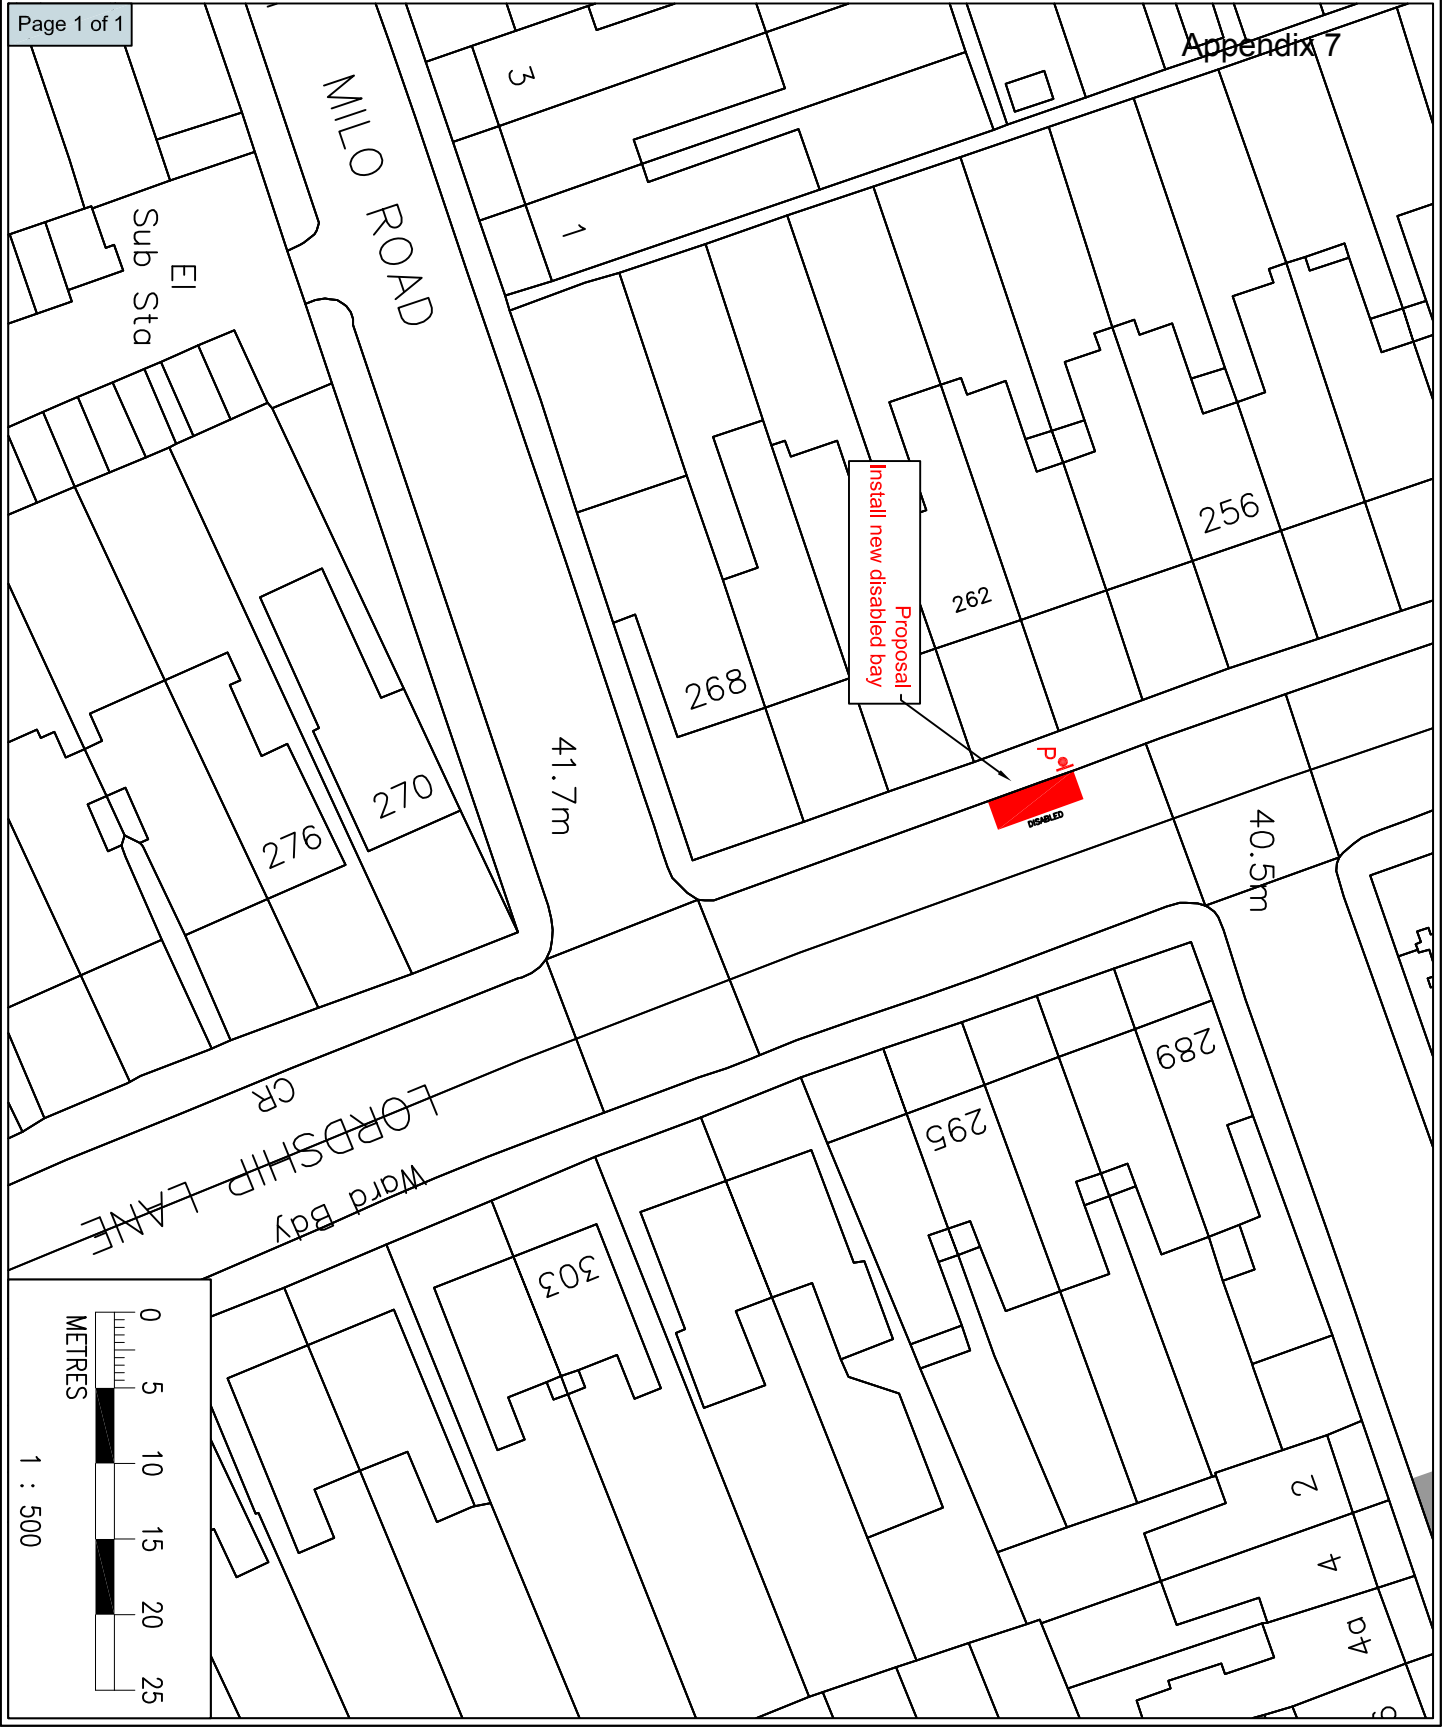 Page 1 of 1
Appendix 7
MILO ROAD
3
1
El
Sub Sta
256
262
268
Proposal
Install new disabled bay
P
DISABLED
41.7m
40.5m
270
276
289
295
303
CR
LORDSHIP LANE
Ward Bdy
2
4
4a
0
5
10
15
20
25
METRES
1 : 500